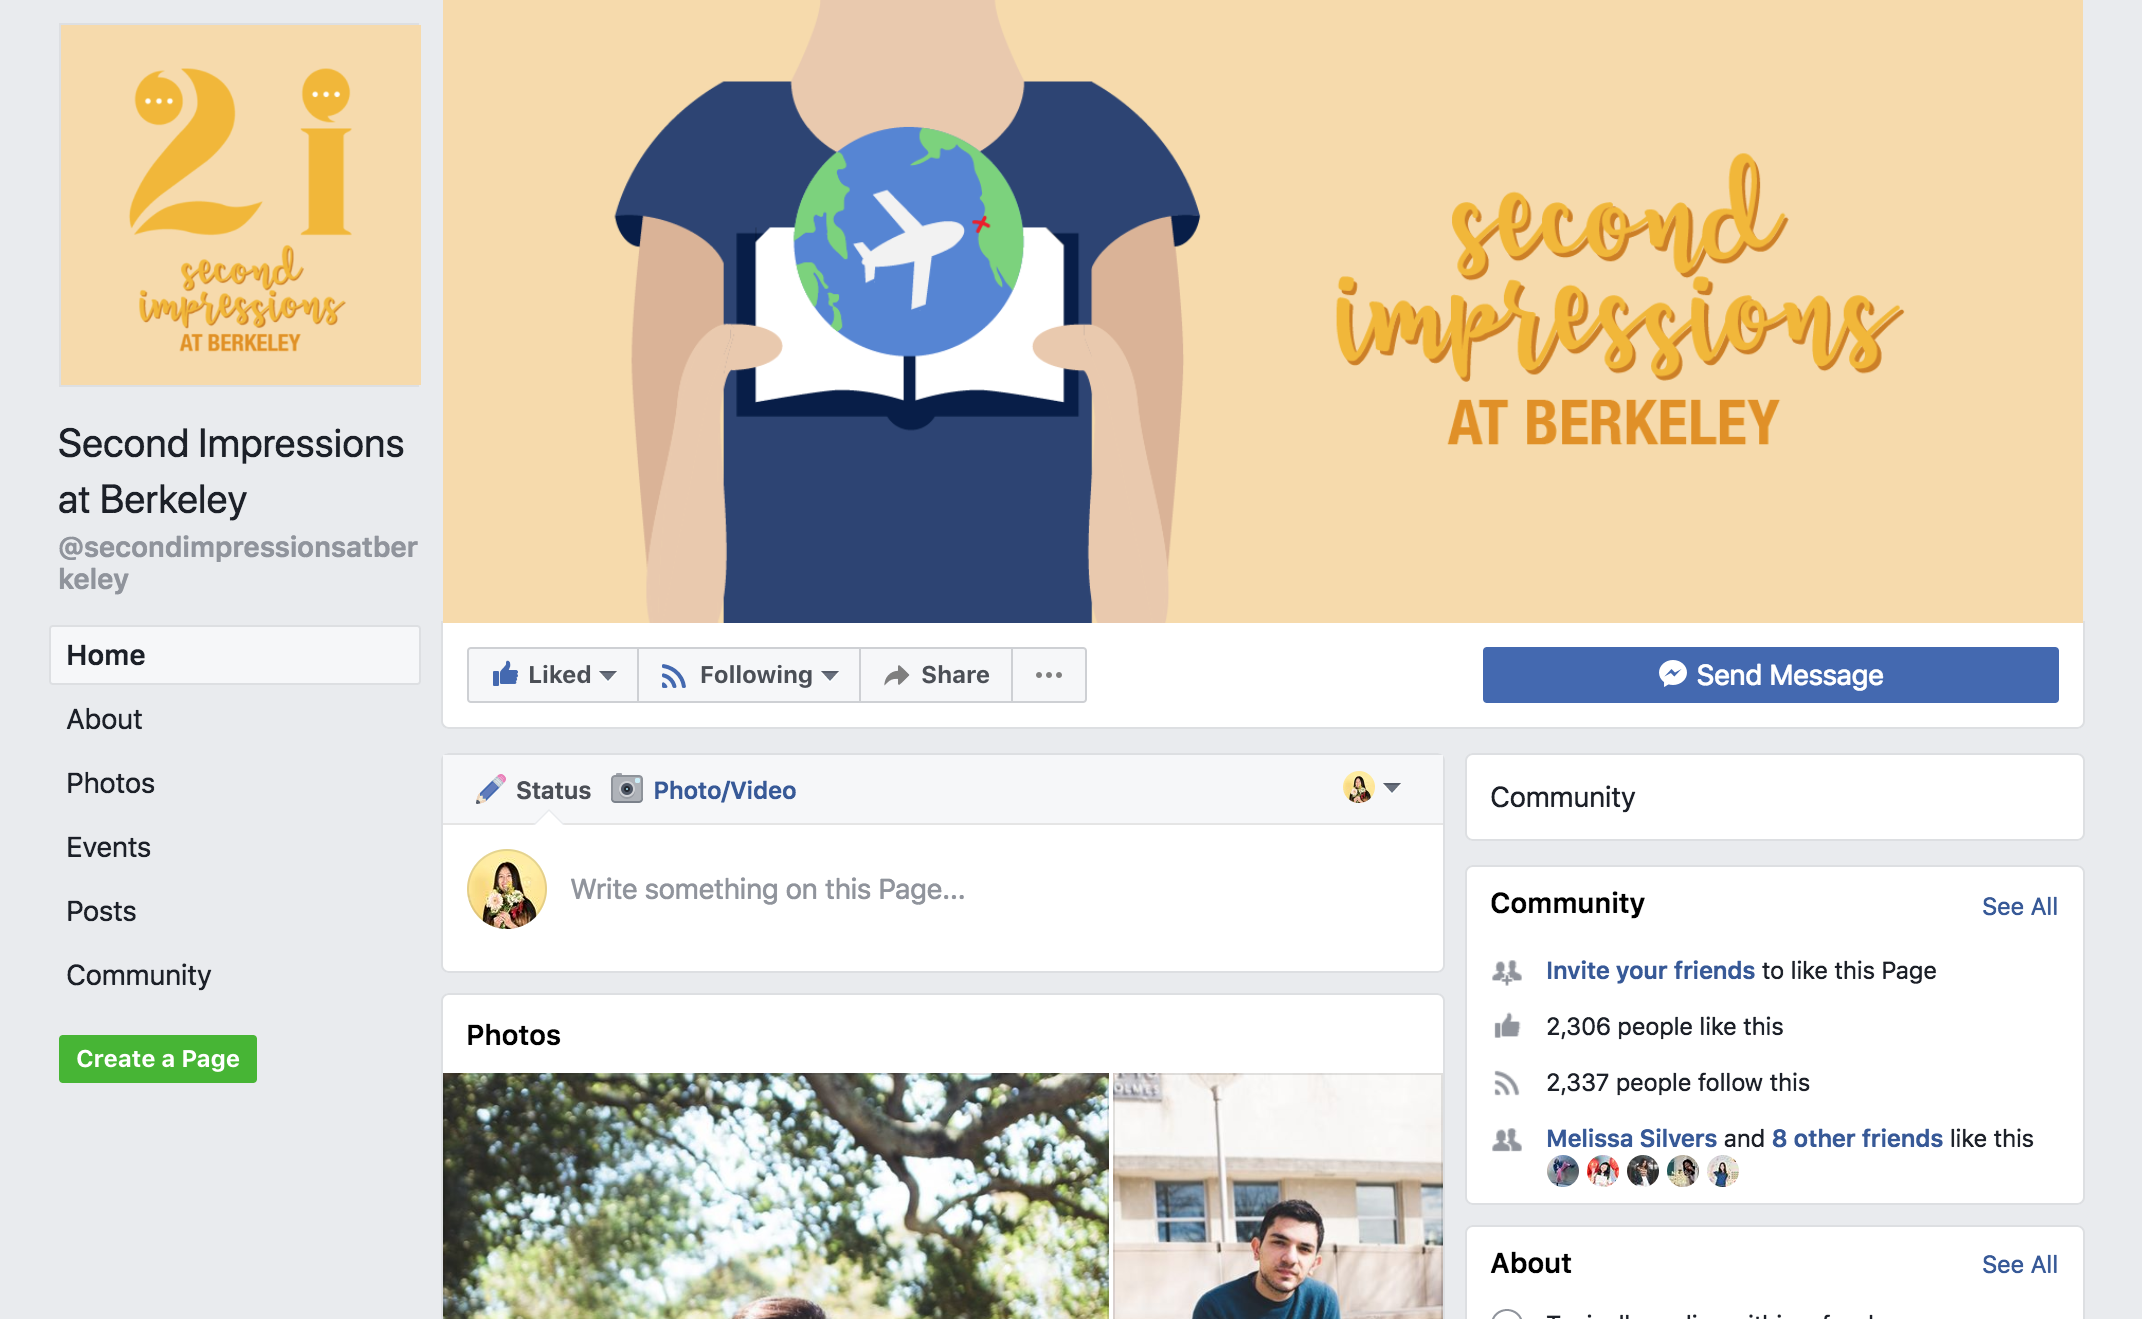 2i
second
impressions
AT BERKELEY
Second Impressions
at Berkeley
@secondimpressionsatber
keley
Home
About
Photos
Events
Posts
Community
Create a Page
second
impressions
AT BERKELEY
Liked
Following
Share
Send Message
Status
Photo/Video
Write something on this Page...
Photos
OLMES
Community
Community
See All
Invite your friends to like this Page
2,306 people like this
2,337 people follow this
Melissa Silvers and 8 other friends like this
About
See All